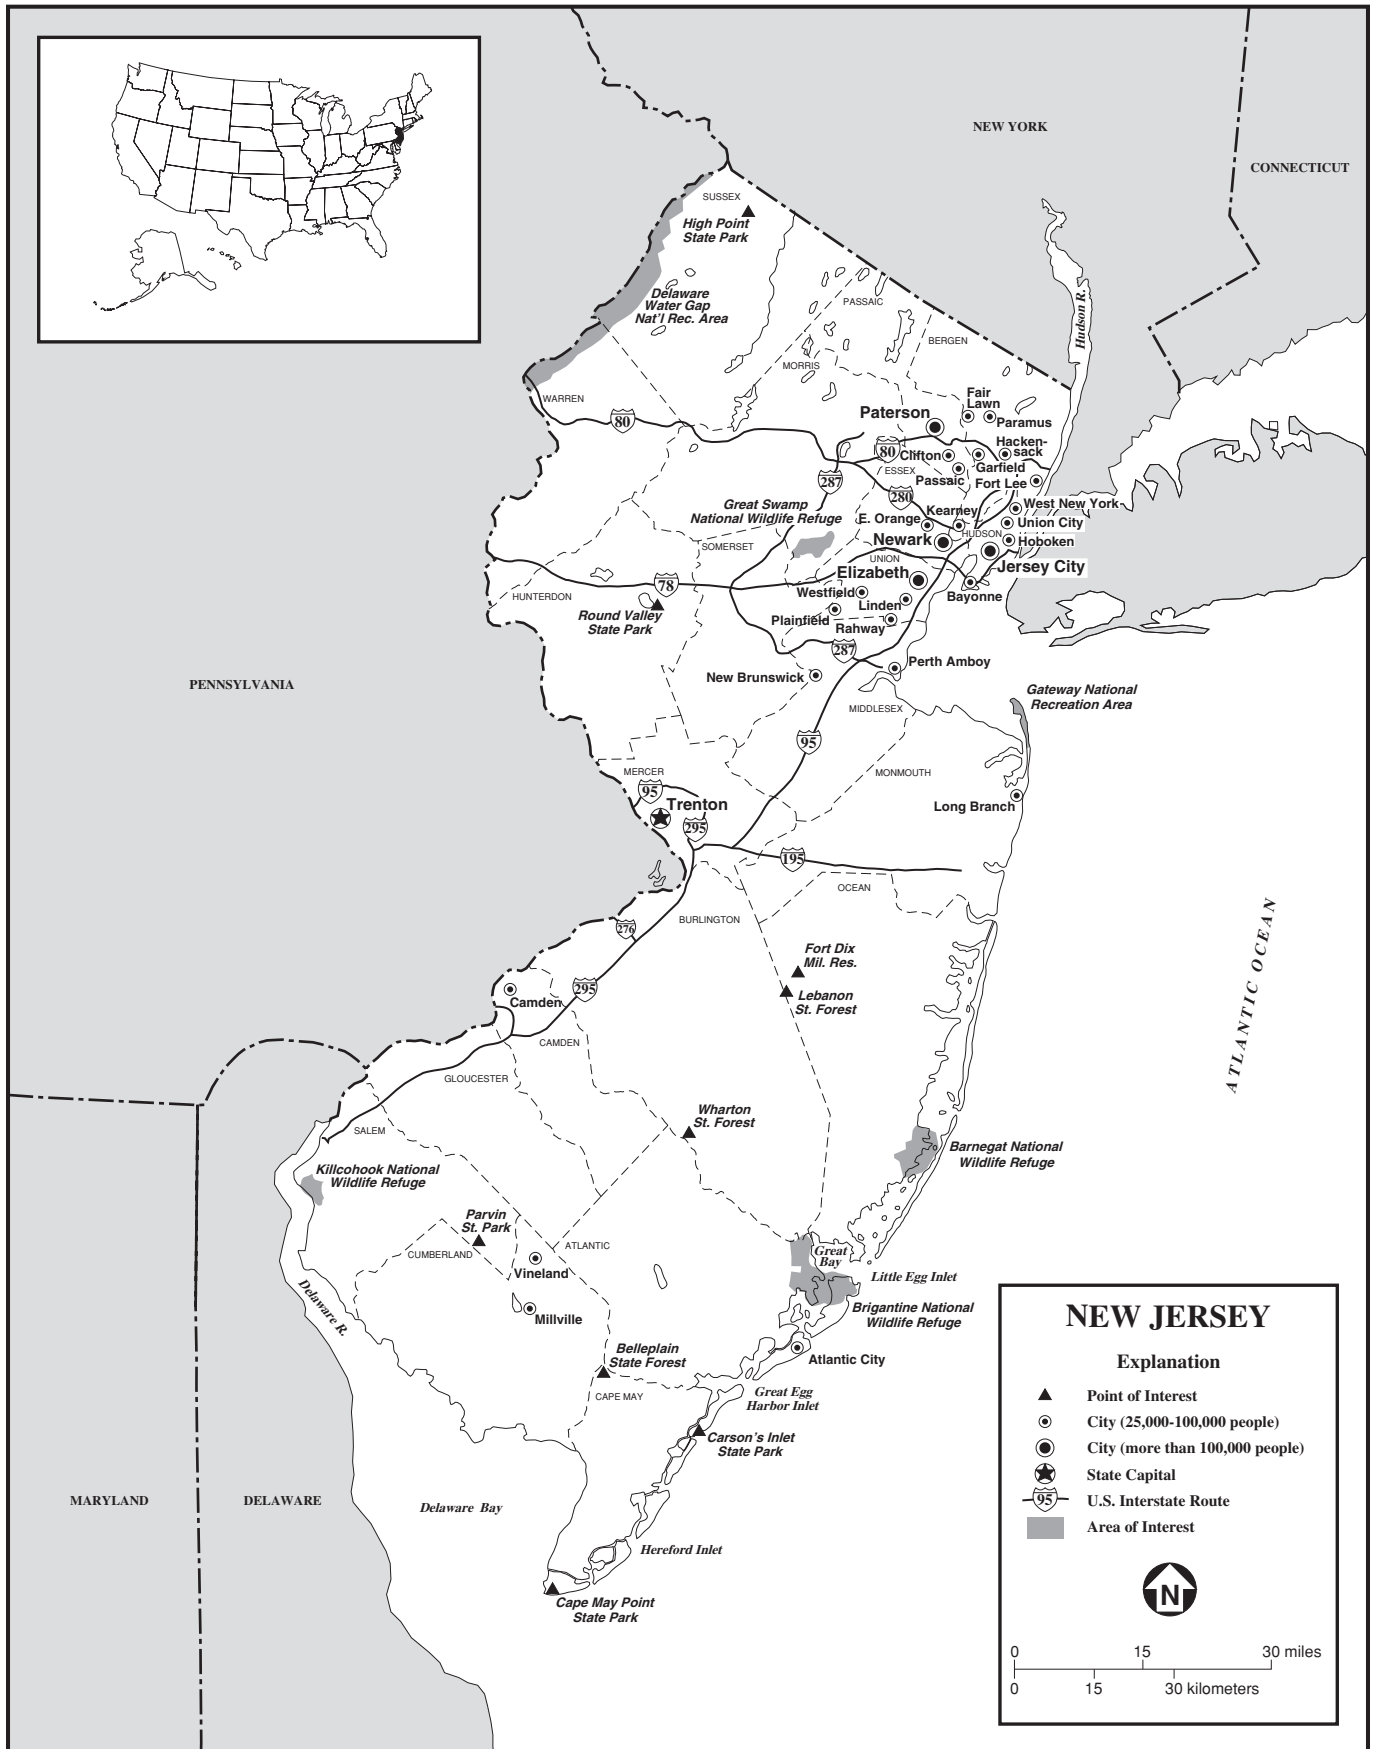 NEW YORK
CONNECTICUT
SUSSEX
High Point
State Park
Hudson R.
Delaware
Water Gap
Nat'l Rec. Area
PASSAIC
BERGEN
MORRIS
WARREN
80
Fair
Lawn
Paterson
Paramus
Hacken-
sack
80
Clifton
Garfield
ESSEX
Passaic
Fort Lee
287
280
Great Swamp
National Wildlife Refuge
West New York
Kearney
E. Orange
Union City
Newark
HUDSON
Hoboken
SOMERSET
UNION
Jersey City
Elizabeth
78
Westfield
Bayonne
HUNTERDON
Linden
Round Valley
State Park
Plainfield
Rahway
287
Perth Amboy
New Brunswick
PENNSYLVANIA
Gateway National
Recreation Area
MIDDLESEX
95
MERCER
MONMOUTH
95
Trenton
Long Branch
295
195
OCEAN
BURLINGTON
276
Fort Dix
Mil. Res.
295
Lebanon
St. Forest
Camden
ATLANTIC OCEAN
CAMDEN
GLOUCESTER
Wharton
St. Forest
SALEM
Barnegat National
Wildlife Refuge
Killcohook National
Wildlife Refuge
Parvin
St. Park
CUMBERLAND
ATLANTIC
Great
Bay
Vineland
Little Egg Inlet
Delaware R.
Millville
Brigantine National
Wildlife Refuge
Belleplain
State Forest
Atlantic City
CAPE MAY
Great Egg
Harbor Inlet
Carson's Inlet
State Park
MARYLAND
DELAWARE
Delaware Bay
Hereford Inlet
Cape May Point
State Park
NEW JERSEY
Explanation
Point of Interest
City (25,000-100,000 people)
City (more than 100,000 people)
State Capital
95 U.S. Interstate Route
Area of Interest
N
0 15 30 miles
0 15 30 kilometers